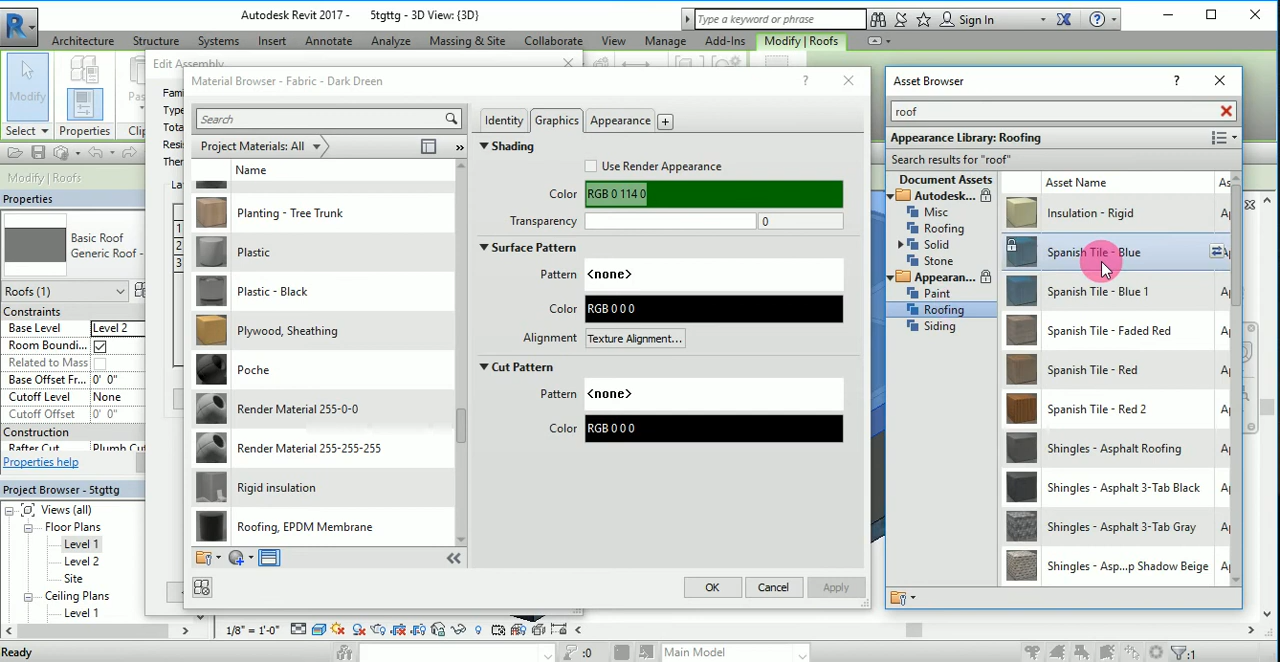 Autodesk Revit 2017 - 5tgttg - 3D View: {3D}
Type a keyword or phrase
Sign In
Architecture Structure Systems Insert Annotate Analyze Massing & Site Collaborate View Manage Add-Ins Modify | Roofs
Modify
Select Properties
Modify | Roofs
Properties
Basic Roof
Generic Roof -
Roofs (1)
Constraints
Base Level Level 2
Room Boundi...
Related to Mass
Base Offset Fr... 0' 0"
Cutoff Level None
Cutoff Offset 0' 0"
Construction
Rafter Cut Plumb Cut
Properties help
Project Browser - 5tgttg
Views (all)
Floor Plans
Level 1
Level 2
Site
Ceiling Plans
Level 1
Edit Assembly
Material Browser - Fabric - Dark Dreen
Search
Project Materials: All
Name
Planting - Tree Trunk
Plastic
Plastic - Black
Plywood, Sheathing
Poche
Render Material 255-0-0
Render Material 255-255-255
Rigid insulation
Roofing, EPDM Membrane
Identity Graphics Appearance
Shading
Use Render Appearance
Color RGB 0 114 0
Transparency 0
Surface Pattern
Pattern <none>
Color RGB 0 0 0
Alignment Texture Alignment...
Cut Pattern
Pattern <none>
Color RGB 0 0 0
OK Cancel Apply
Asset Browser
roof
Appearance Library: Roofing
Search results for "roof"
Document Assets
Autodesk...
Misc
Roofing
Solid
Stone
Appearan...
Paint
Roofing
Siding
Asset Name
Insulation - Rigid
Spanish Tile - Blue
Spanish Tile - Blue 1
Spanish Tile - Faded Red
Spanish Tile - Red
Spanish Tile - Red 2
Shingles - Asphalt Roofing
Shingles - Asphalt 3-Tab Black
Shingles - Asphalt 3-Tab Gray
Shingles - Asp...p Shadow Beige
1/8" = 1'-0"
Ready
:0
Main Model
:1